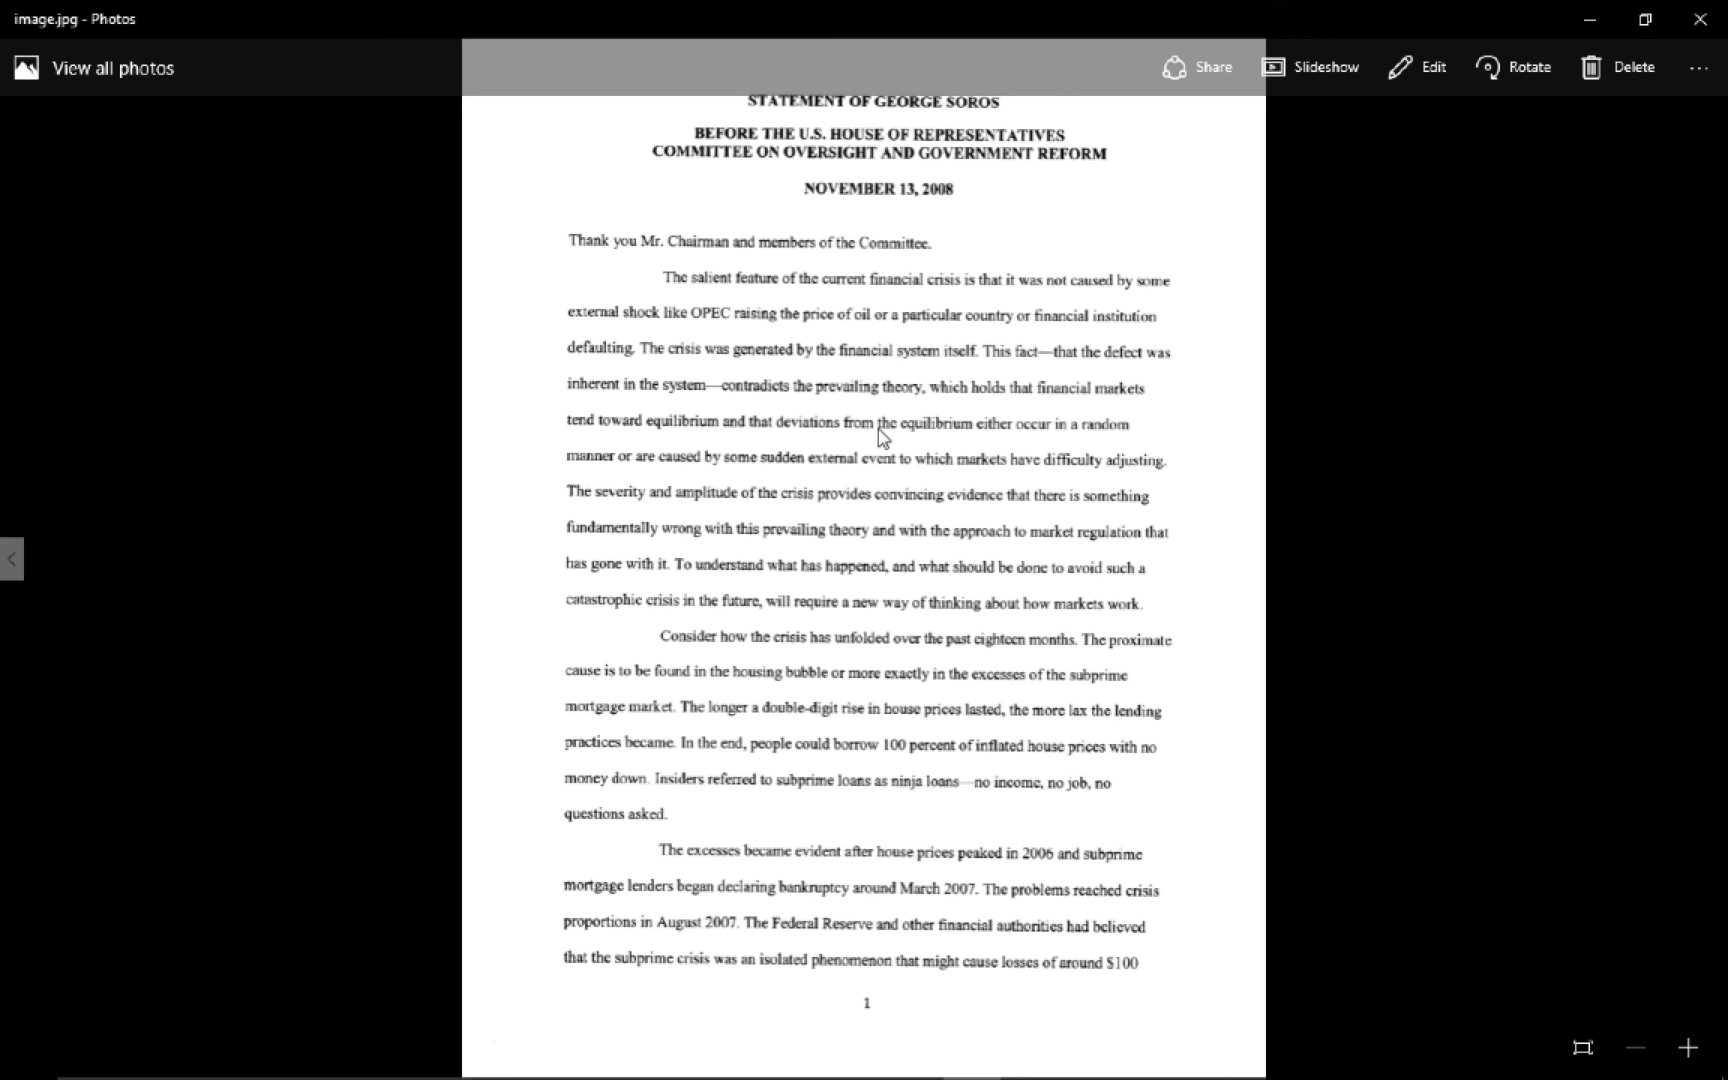 image.jpg - Photos
View all photos
Share
Slideshow
Edit
Rotate
Delete
STATEMENT OF GEORGE SOROS
BEFORE THE U.S. HOUSE OF REPRESENTATIVES
COMMITTEE ON OVERSIGHT AND GOVERNMENT REFORM
NOVEMBER 13, 2008
Thank you Mr. Chairman and members of the Committee.
The salient feature of the current financial crisis is that it was not caused by some
external shock like OPEC raising the price of oil or a particular country or financial institution
defaulting. The crisis was generated by the financial system itself. This fact—that the defect was
inherent in the system—contradicts the prevailing theory, which holds that financial markets
tend toward equilibrium and that deviations from the equilibrium either occur in a random
manner or are caused by some sudden external event to which markets have difficulty adjusting.
The severity and amplitude of the crisis provides convincing evidence that there is something
fundamentally wrong with this prevailing theory and with the approach to market regulation that
has gone with it. To understand what has happened, and what should be done to avoid such a
catastrophic crisis in the future, will require a new way of thinking about how markets work.
Consider how the crisis has unfolded over the past eighteen months. The proximate
cause is to be found in the housing bubble or more exactly in the excesses of the subprime
mortgage market. The longer a double-digit rise in house prices lasted, the more lax the lending
practices became. In the end, people could borrow 100 percent of inflated house prices with no
money down. Insiders referred to subprime loans as ninja loans—no income, no job, no
questions asked.
The excesses became evident after house prices peaked in 2006 and subprime
mortgage lenders began declaring bankruptcy around March 2007. The problems reached crisis
proportions in August 2007. The Federal Reserve and other financial authorities had believed
that the subprime crisis was an isolated phenomenon that might cause losses of around $100
1